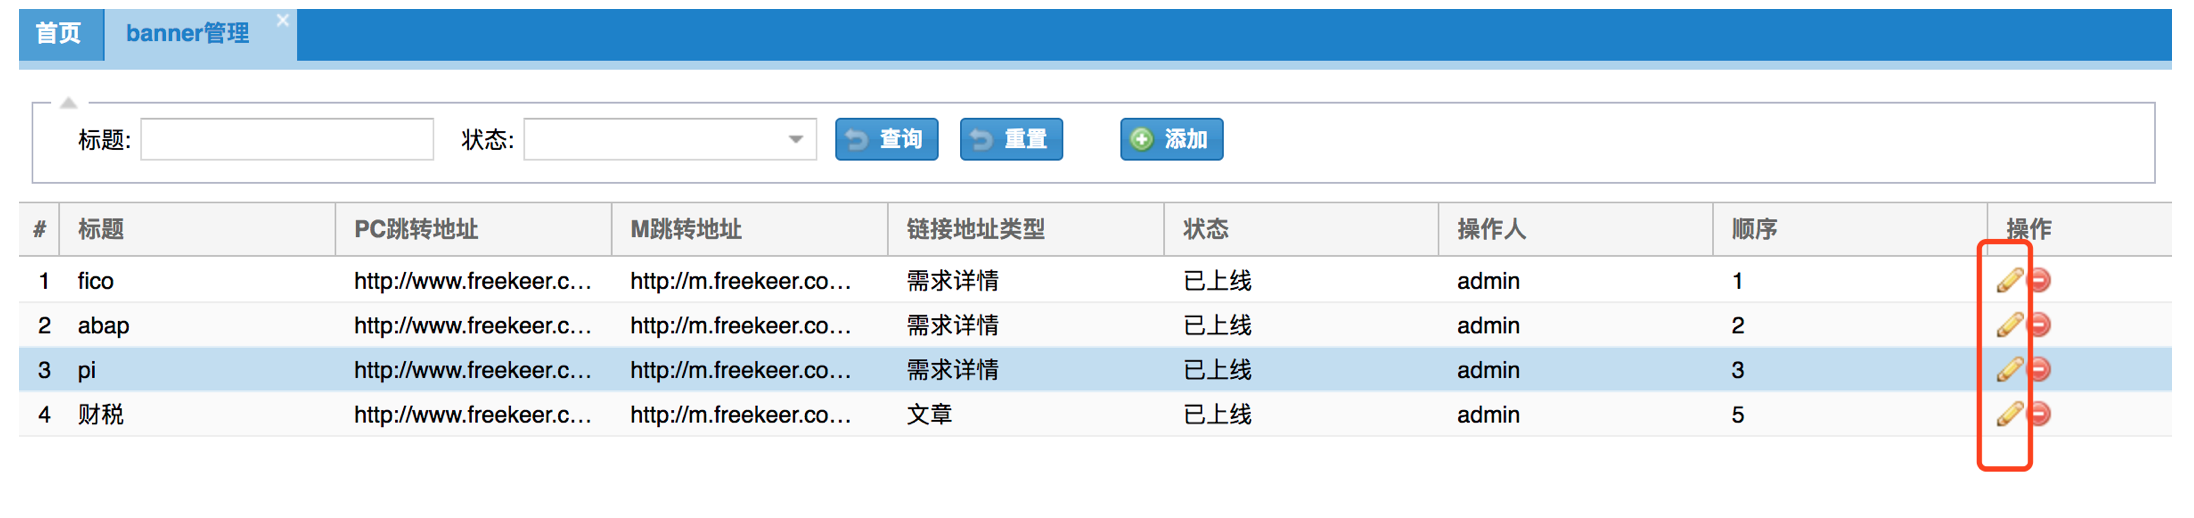 首页 banner管理
标题: 状态: 查询 重置 添加
# 标题 PC跳转地址 M跳转地址 链接地址类型 状态 操作人 顺序 操作
1 fico http://www.freekeer.c... http://m.freekeer.co... 需求详情 已上线 admin 1
2 abap http://www.freekeer.c... http://m.freekeer.co... 需求详情 已上线 admin 2
3 pi http://www.freekeer.c... http://m.freekeer.co... 需求详情 已上线 admin 3
4 财税 http://www.freekeer.c... http://m.freekeer.co... 文章 已上线 admin 5